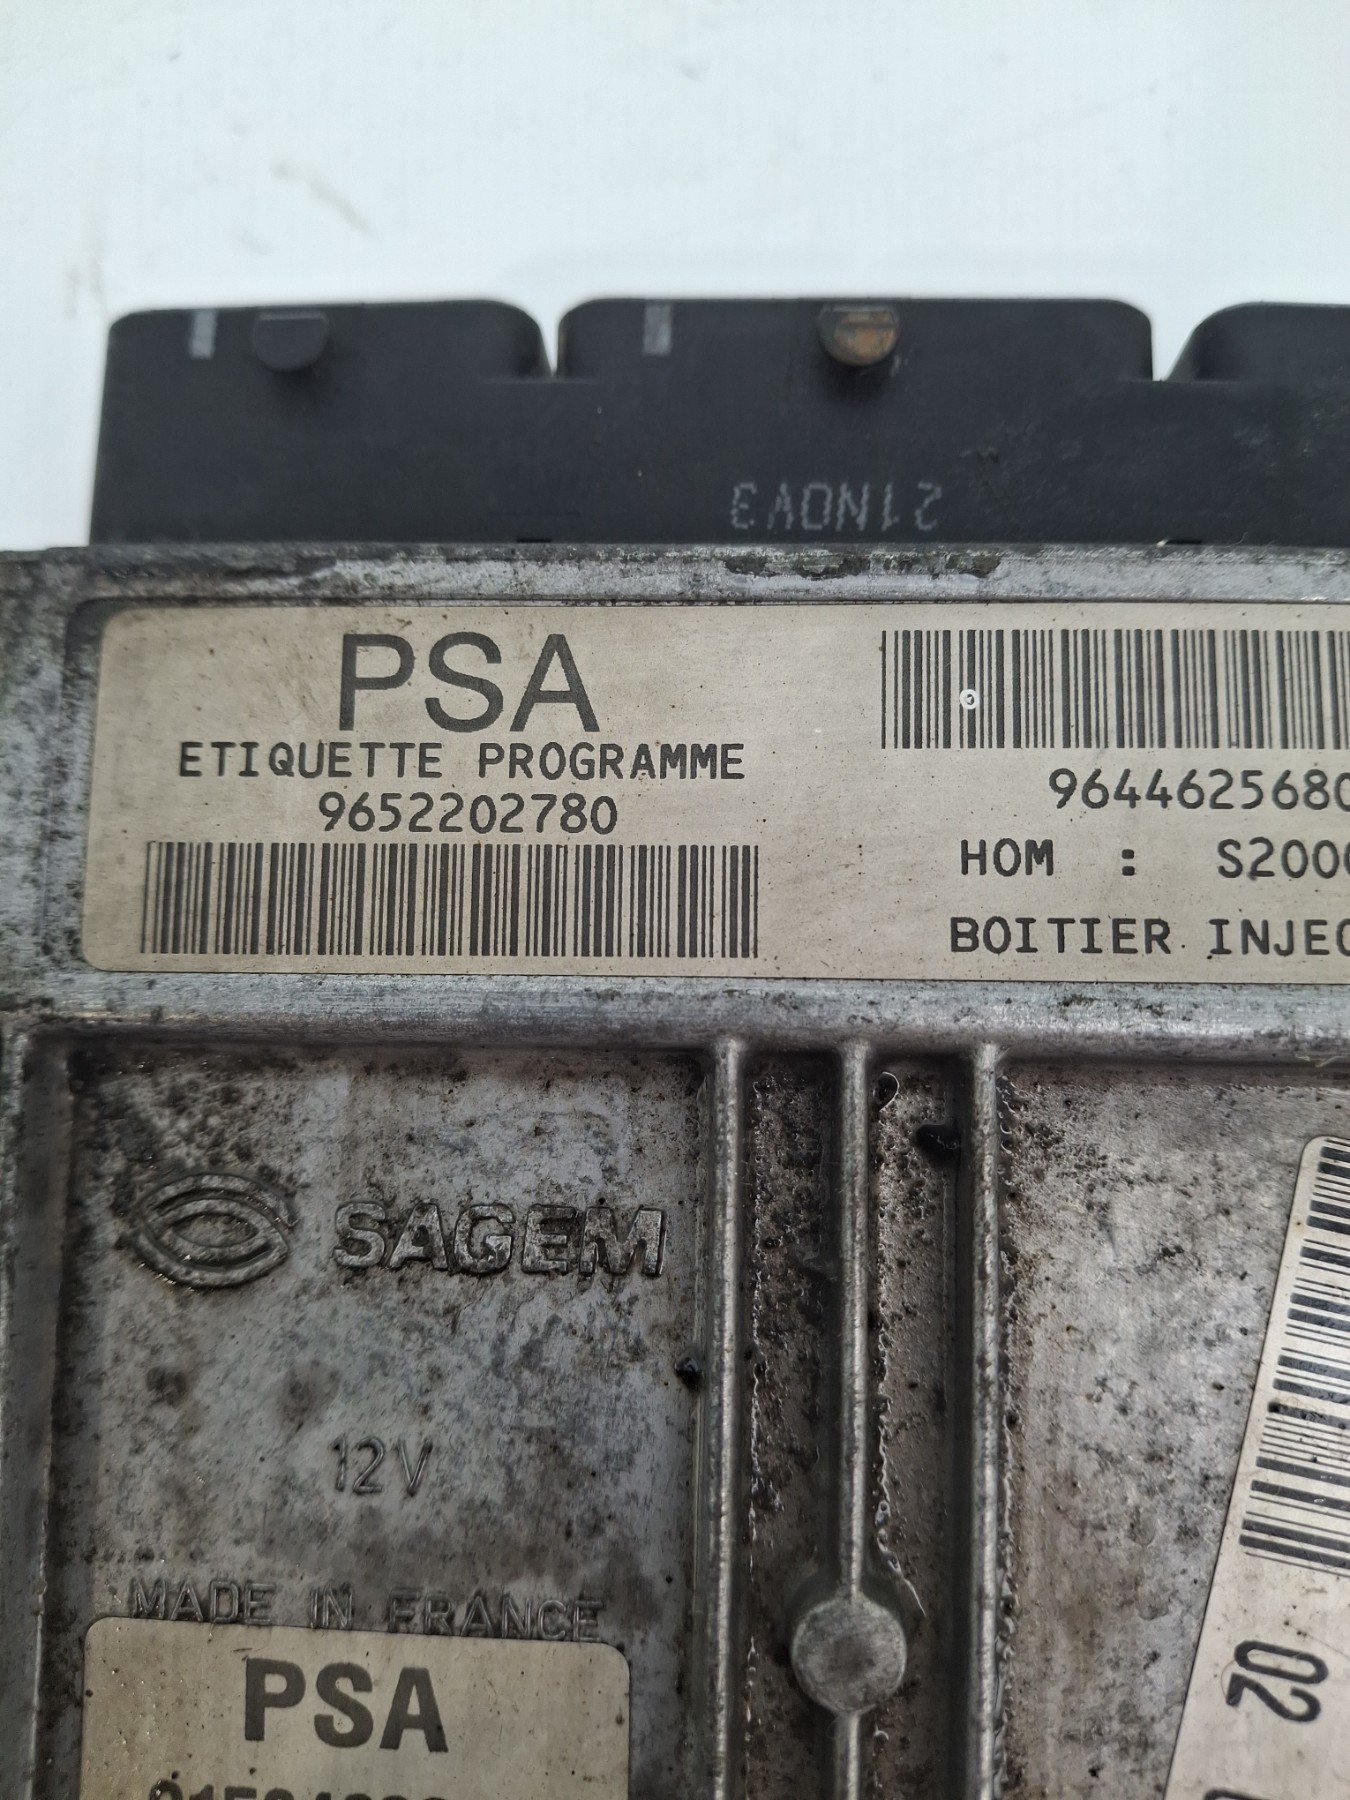 21NOV3
PSA
ETIQUETTE PROGRAMME
9652202780
9644625680
HOM : S2000
BOITIER INJEC
SAGEM
12V
MADE IN FRANCE
PSA
02